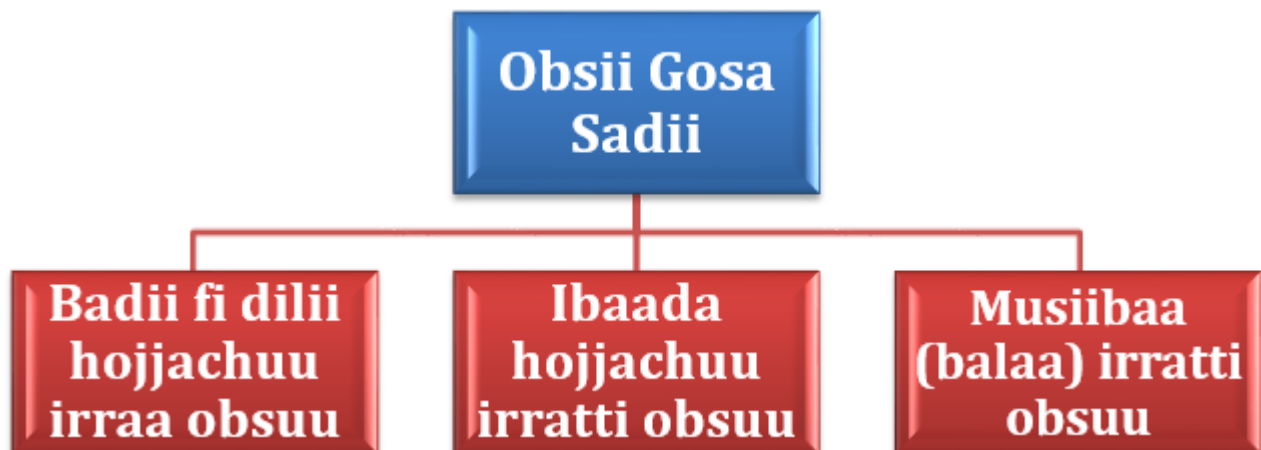 Obsii Gosa
Sadii
Badii fi dilii
hojjachuu
irraa obsuu
Ibaada
hojjachuu
irratti obsuu
Musiibaa
(balaa) irratti
obsuu